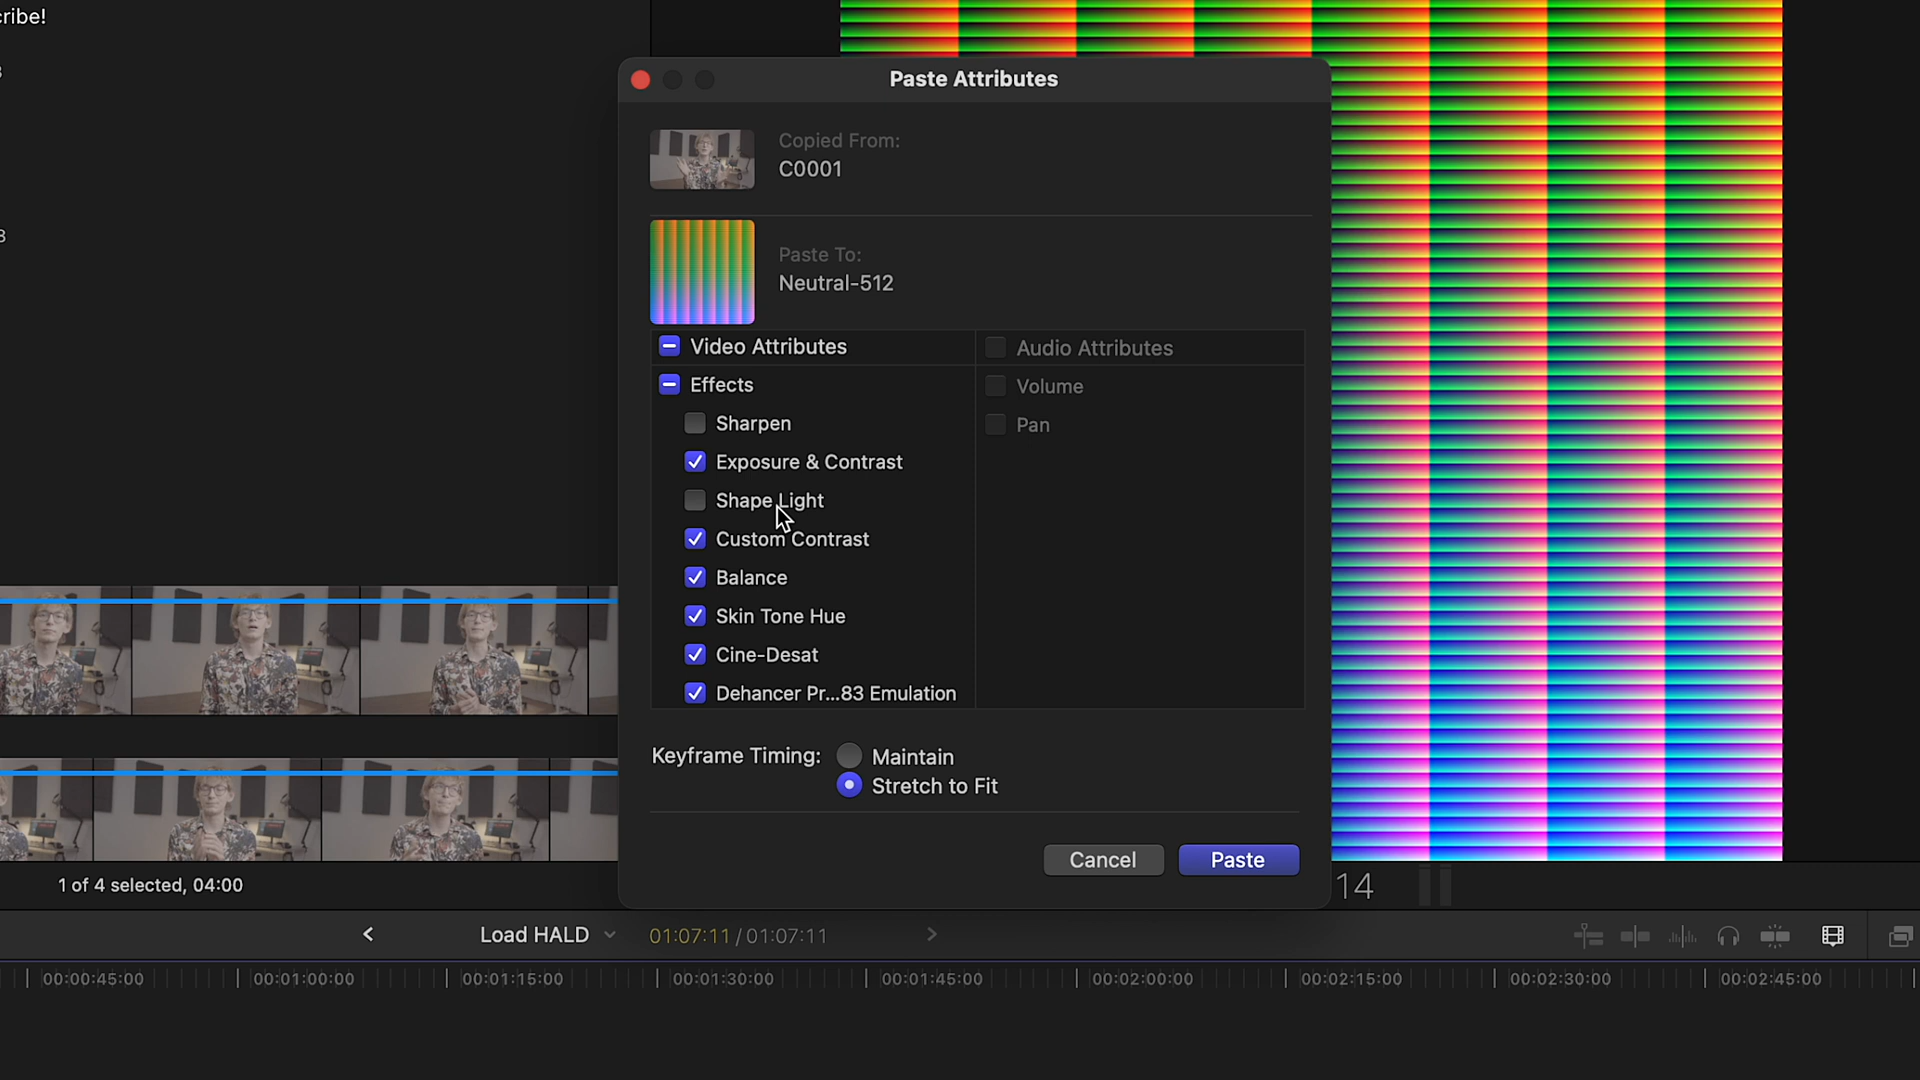 cribe!
Paste Attributes
Copied From:
C0001
Paste To:
Neutral-512
Video Attributes
Audio Attributes
Effects
Volume
Sharpen
Pan
Exposure & Contrast
Shape Light
Custom Contrast
Balance
Skin Tone Hue
Cine-Desat
Dehancer Pr...83 Emulation
Keyframe Timing:
Maintain
Stretch to Fit
Cancel
Paste
1 of 4 selected, 04:00
14
Load HALD
01:07:11 / 01:07:11
00:00:45:00
00:01:00:00
00:01:15:00
00:01:30:00
00:01:45:00
00:02:00:00
00:02:15:00
00:02:30:00
00:02:45:00